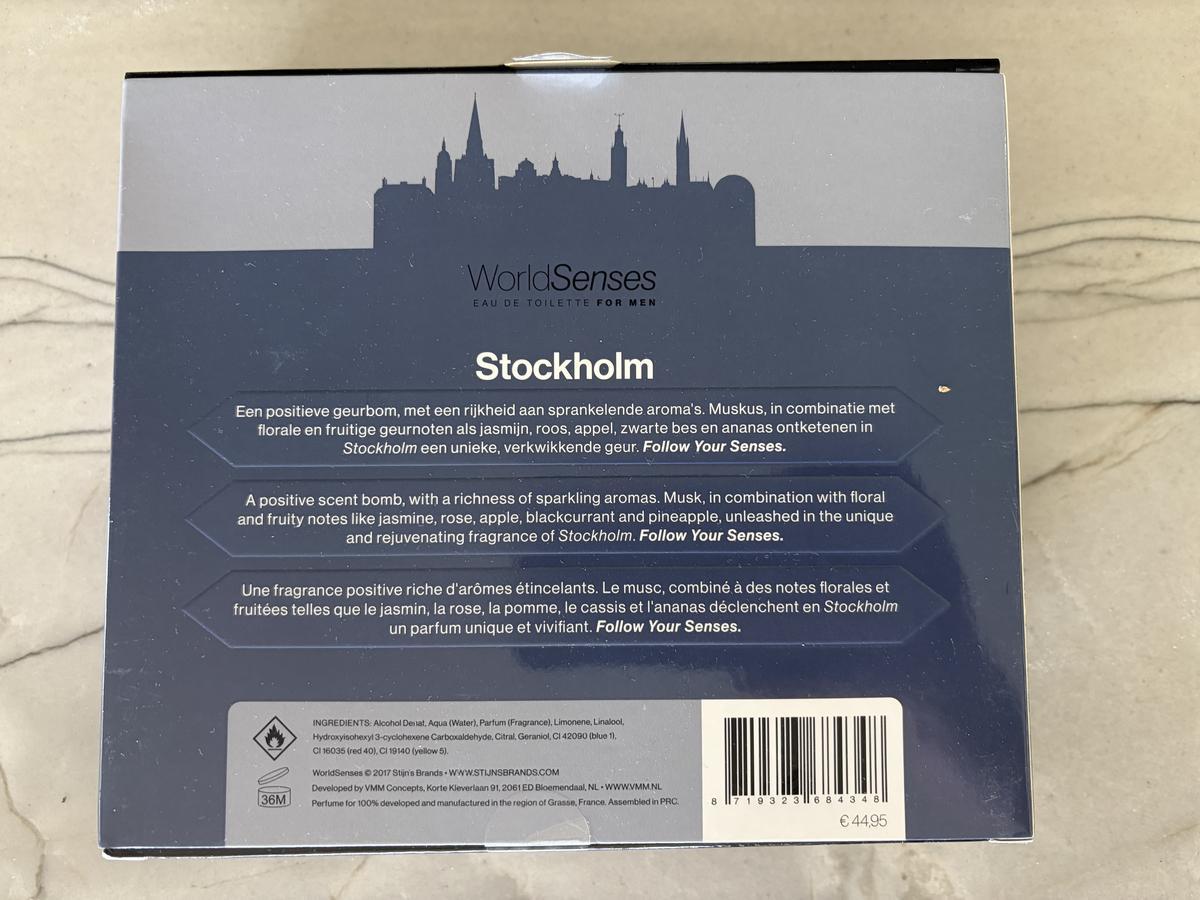 WorldSenses
EAU DE TOILETTE FOR MEN
Stockholm
Een positieve geurbom, met een rijkheid aan sprankelende aroma's. Muskus, in combinatie met
florale en fruitige geurnoten als jasmijn, roos, appel, zwarte bes en ananas ontketenen in
Stockholm een unieke, verkwikkende geur. Follow Your Senses.
A positive scent bomb, with a richness of sparkling aromas. Musk, in combination with floral
and fruity notes like jasmine, rose, apple, blackcurrant and pineapple, unleashed in the unique
and rejuvenating fragrance of Stockholm. Follow Your Senses.
Une fragrance positive riche d'arômes étincelants. Le musc, combiné à des notes florales et
fruitées telles que le jasmin, la rose, la pomme, le cassis et l'ananas déclenchent en Stockholm
un parfum unique et vivifiant. Follow Your Senses.
INGREDIENTS: Alcohol Denat, Aqua (Water), Parfum (Fragrance), Limonene, Linalool,
Hydroxyisohexyl 3-cyclohexene Carboxaldehyde, Citral, Geraniol, CI 42090 (blue 1),
CI 16035 (red 40), CI 19140 (yellow 5).
WorldSenses © 2017 Stijn's Brands • WWW.STIJNSBRANDS.COM
Developed by VMM Concepts, Korte Kleverlaan 91, 2061 ED Bloemendaal, NL • WWW.VMM.NL
36M
Perfume for 100% developed and manufactured in the region of Grasse, France. Assembled in PRC.
8 719323 684348
€ 44,95